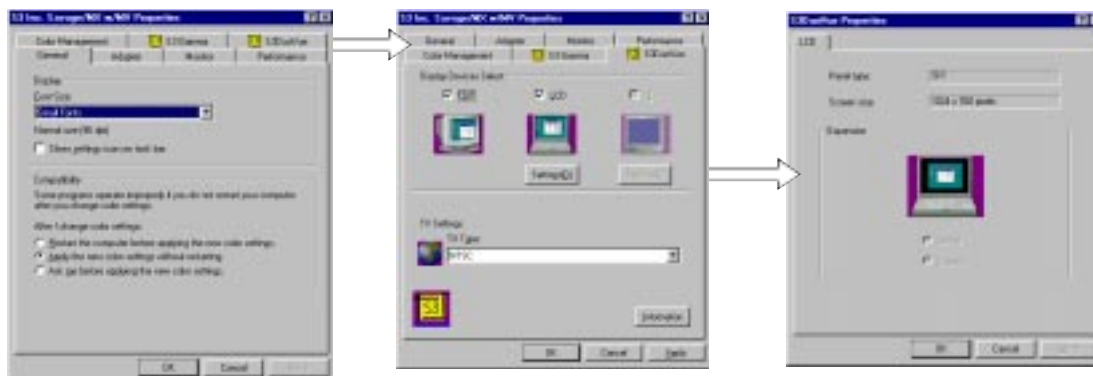 S3 Inc. Savage/MX w/MV Properties
Color Management
S3Gamma
S3DuoVue
General
Adapter
Monitor
Performance
Display
Font Size
Small Fonts
Normal size (96 dpi)
Show settings icon on task bar
Compatibility
Some programs operate improperly if you do not restart your computer
after you change color settings.
After I change color settings:
Restart the computer before applying the new color settings.
Apply the new color settings without restarting
Ask me before applying the new color settings.
OK
Cancel
S3 Inc. Savage/MX w/MV Properties
General
Adapter
Monitor
Performance
Color Management
S3Gamma
S3DuoVue
Display Devices Select
CRT
LCD
TV Settings
TV Type
NTSC
S3
Information
OK
Cancel
Apply
S3DuoVue Properties
LCD
Panel type:
TFT
Screen size:
Expansion
OK
Cancel